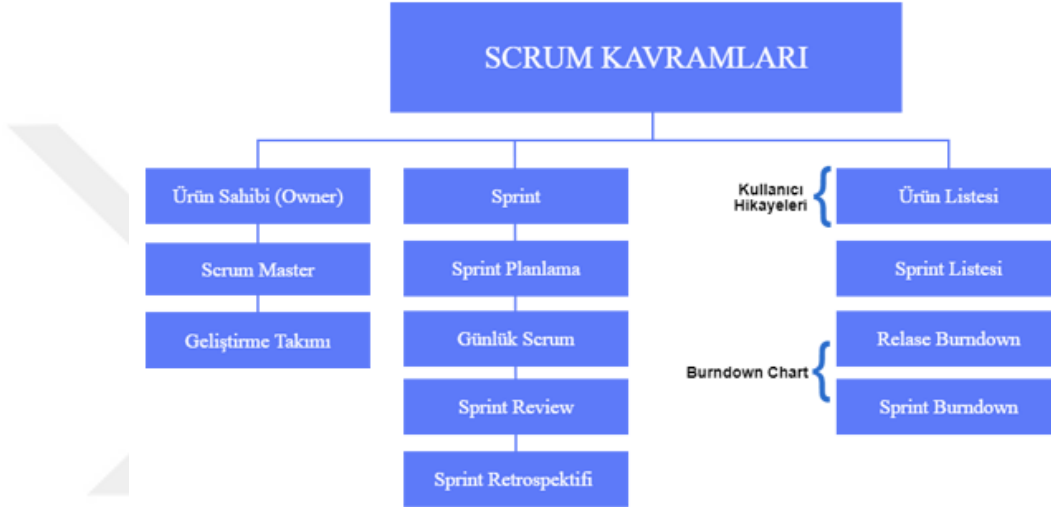 SCRUM KAVRAMLARI
Ürün Sahibi (Owner)
Scrum Master
Geliştirme Takımı
Sprint
Sprint Planlama
Günlük Scrum
Sprint Review
Sprint Retrospektifi
Kullanıcı
Hikayeleri
Ürün Listesi
Sprint Listesi
Burndown Chart
Relase Burndown
Sprint Burndown